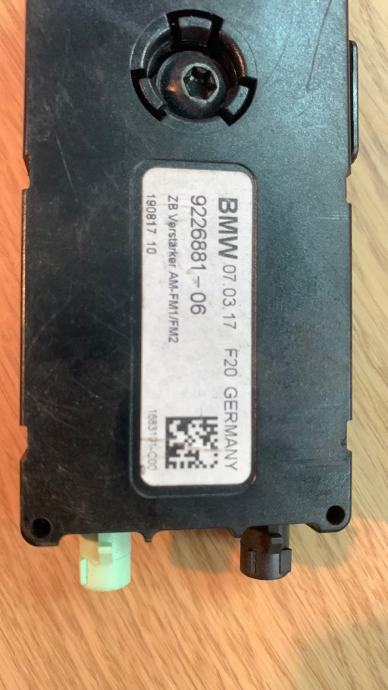 BMW 07.03.17 F20 GERMANY
9226881-06
ZB Verstärker AM-FM1/FM2
190817 10